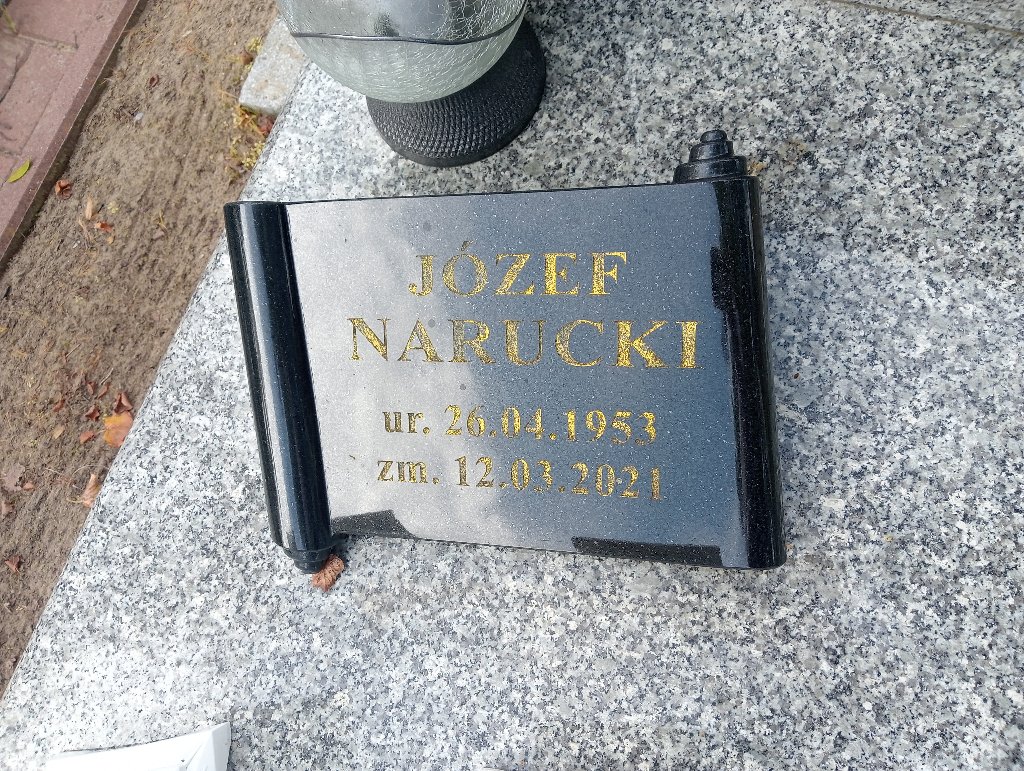 JÓZEF
NARUCKI
ur. 26.04.1953
zm. 12.03.2021